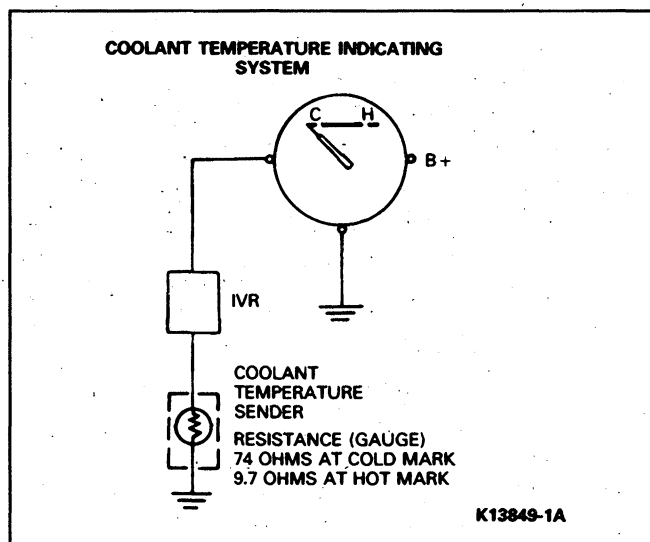 COOLANT TEMPERATURE INDICATING
SYSTEM
C H
B+
IVR
COOLANT
TEMPERATURE
SENDER
RESISTANCE (GAUGE)
74 OHMS AT COLD MARK
9.7 OHMS AT HOT MARK
K13849-1A